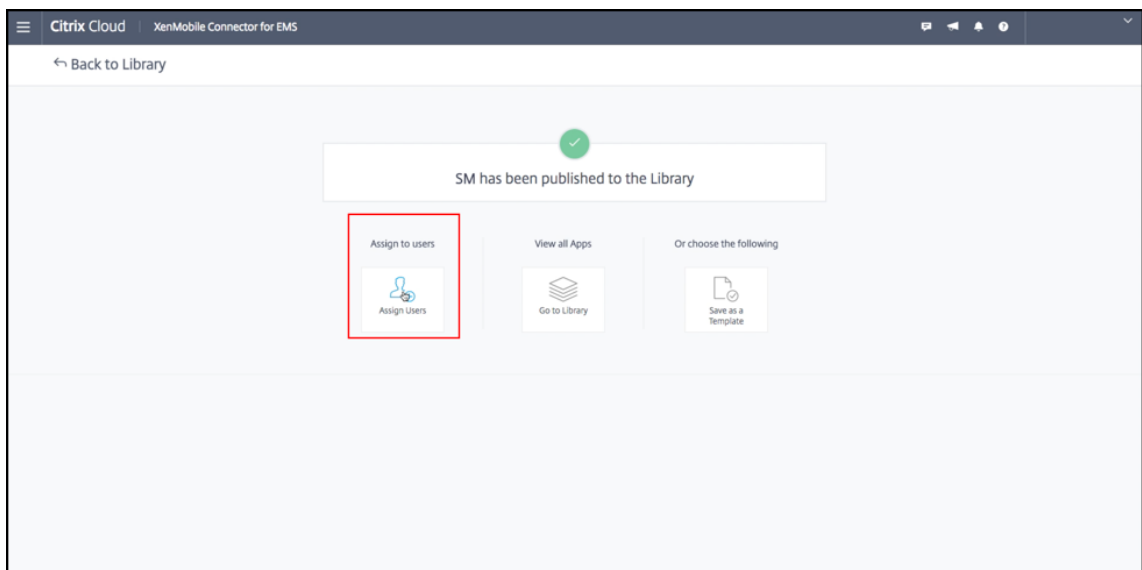 Citrix Cloud XenMobile Connector for EMS
Back to Library
SM has been published to the Library
Assign to users
View all Apps
Or choose the following
Assign Users
Go to Library
Save as a
Template